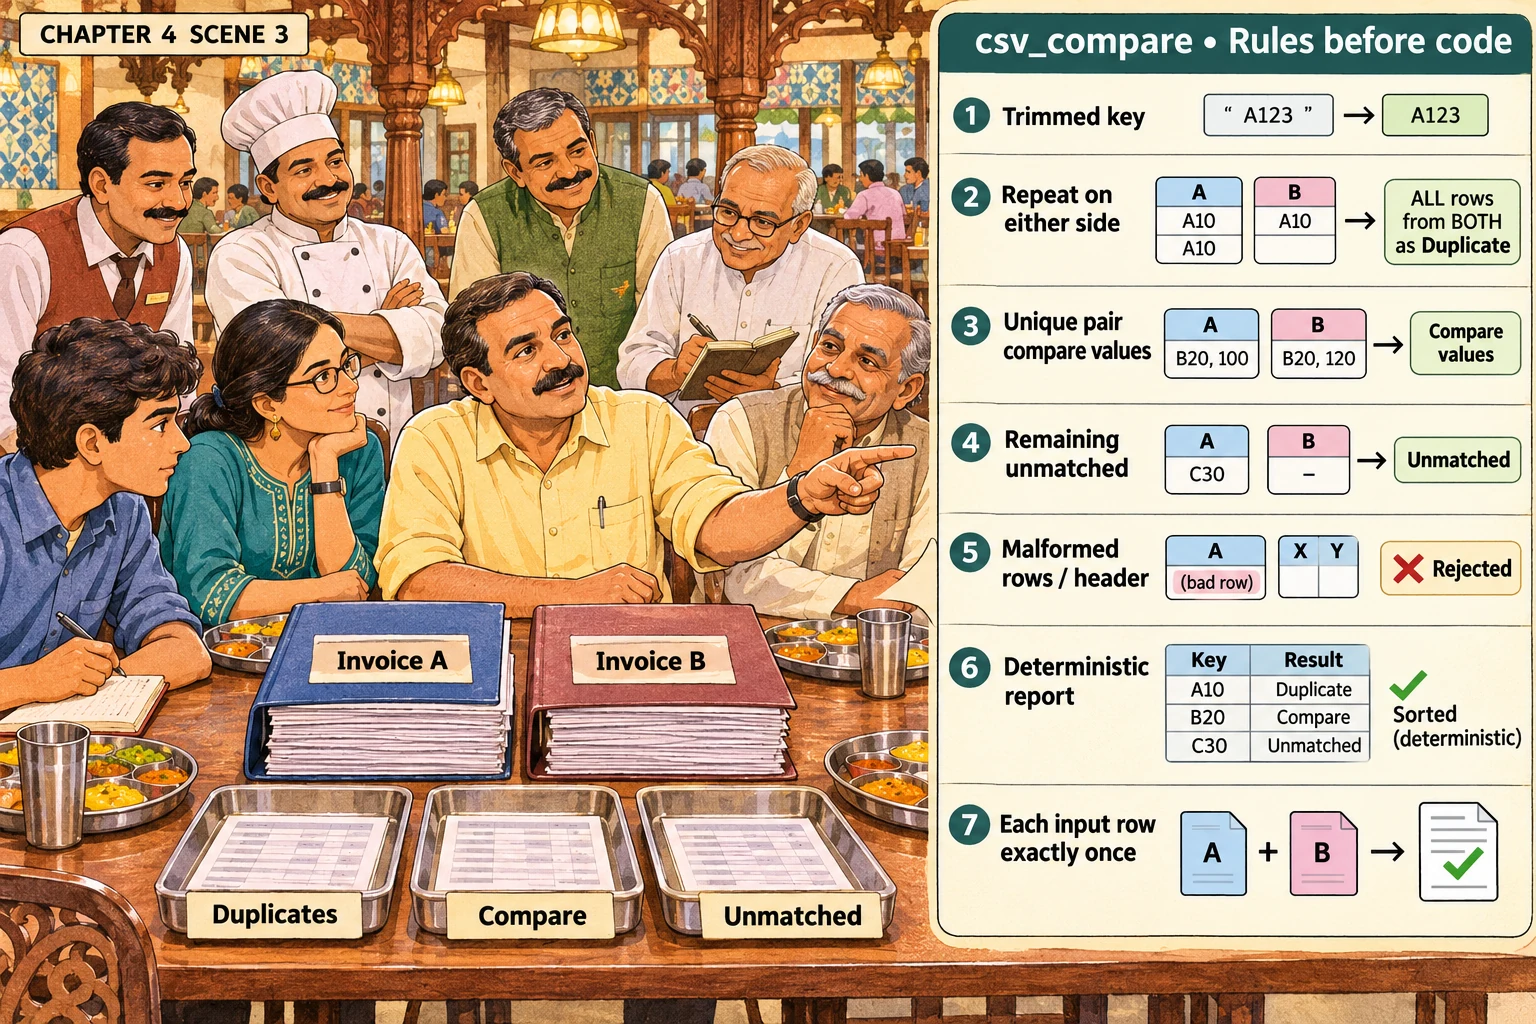 CHAPTER 4 SCENE 3
csv_compare • Rules before code
1 Trimmed key
“ A123 ” → A123
2 Repeat on
either side
A B
A10 A10
A10
→ ALL rows
from BOTH
as Duplicate
3 Unique pair
compare values
A B
B20, 100 B20, 120
→ Compare
values
4 Remaining
unmatched
A B
C30 –
→ Unmatched
5 Malformed
rows / header
A X Y
(bad row)
Rejected
6 Deterministic
report
Key Result
A10 Duplicate
B20 Compare
C30 Unmatched
Sorted
(deterministic)
7 Each input row
exactly once
A + B →
Invoice A
Invoice B
Duplicates
Compare
Unmatched